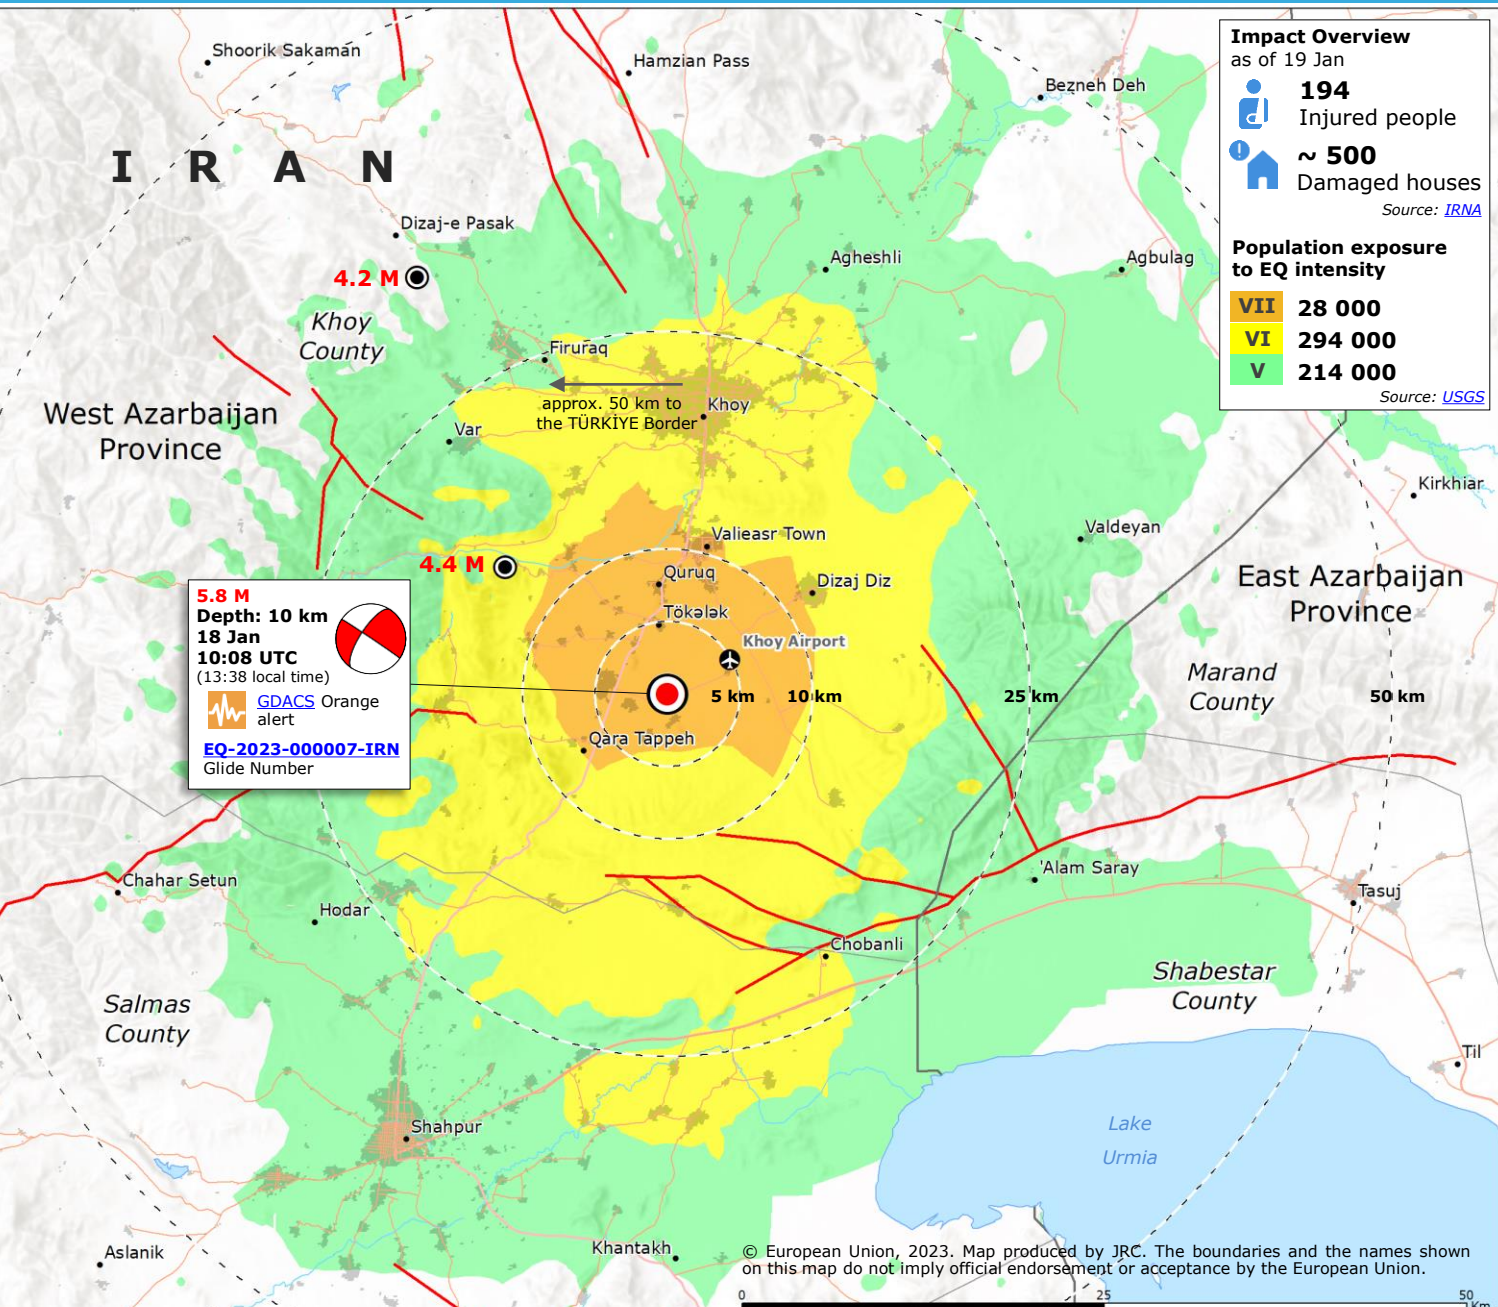 Shoorik Sakaman
Hamzian Pass
Bezneh Deh
Impact Overview
as of 19 Jan
194
Injured people
~ 500
Damaged houses
Source: IRNA
Population exposure
to EQ intensity
VII 28 000
VI 294 000
V 214 000
Source: USGS
I R A N
Dizaj-e Pasak
4.2 M
Agheshli
Agbulag
Khoy
County
Firuraq
approx. 50 km to
the TÜRKİYE Border
Khoy
West Azarbaijan
Province
Var
Kirkhiar
Valdeyan
Valieasr Town
4.4 M
Quruq
Dizaj Diz
Tökələk
East Azarbaijan
Province
5.8 M
Depth: 10 km
18 Jan
10:08 UTC
(13:38 local time)
GDACS Orange
alert
EQ-2023-000007-IRN
Glide Number
Khoy Airport
5 km
10 km
25 km
50 km
Marand
County
Qara Tappeh
Chahar Setun
'Alam Saray
Tasuj
Hodar
Chobanli
Shabestar
County
Salmas
County
Til
Shahpur
Lake
Urmia
Aslanik
Khantakh
© European Union, 2023. Map produced by JRC. The boundaries and the names shown
on this map do not imply official endorsement or acceptance by the European Union.
0 25 50
Km